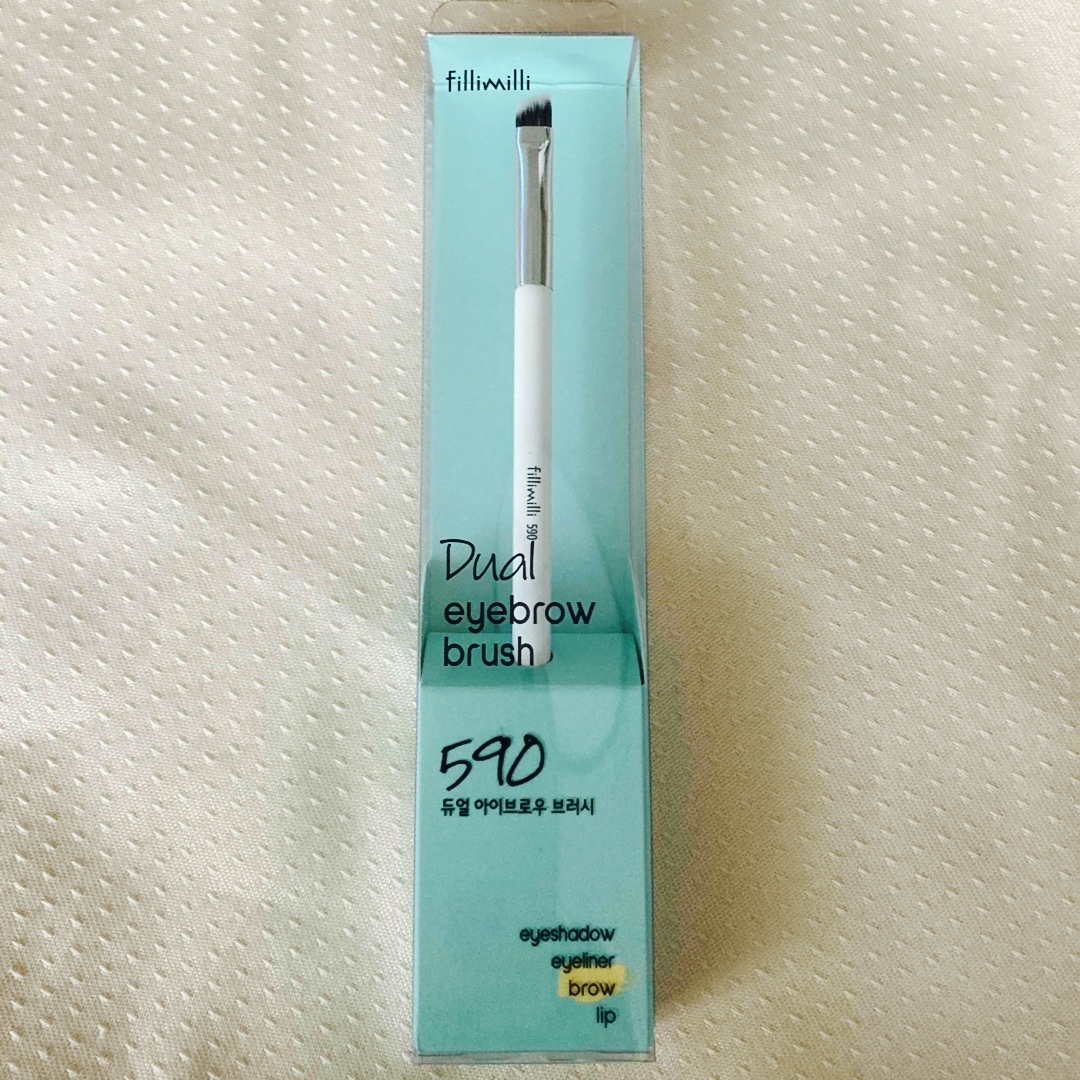 fillimilli
fillimilli 590
Dual
eyebrow
brush
590
듀얼 아이브로우 브러시
eyeshadow
eyeliner
brow
lip